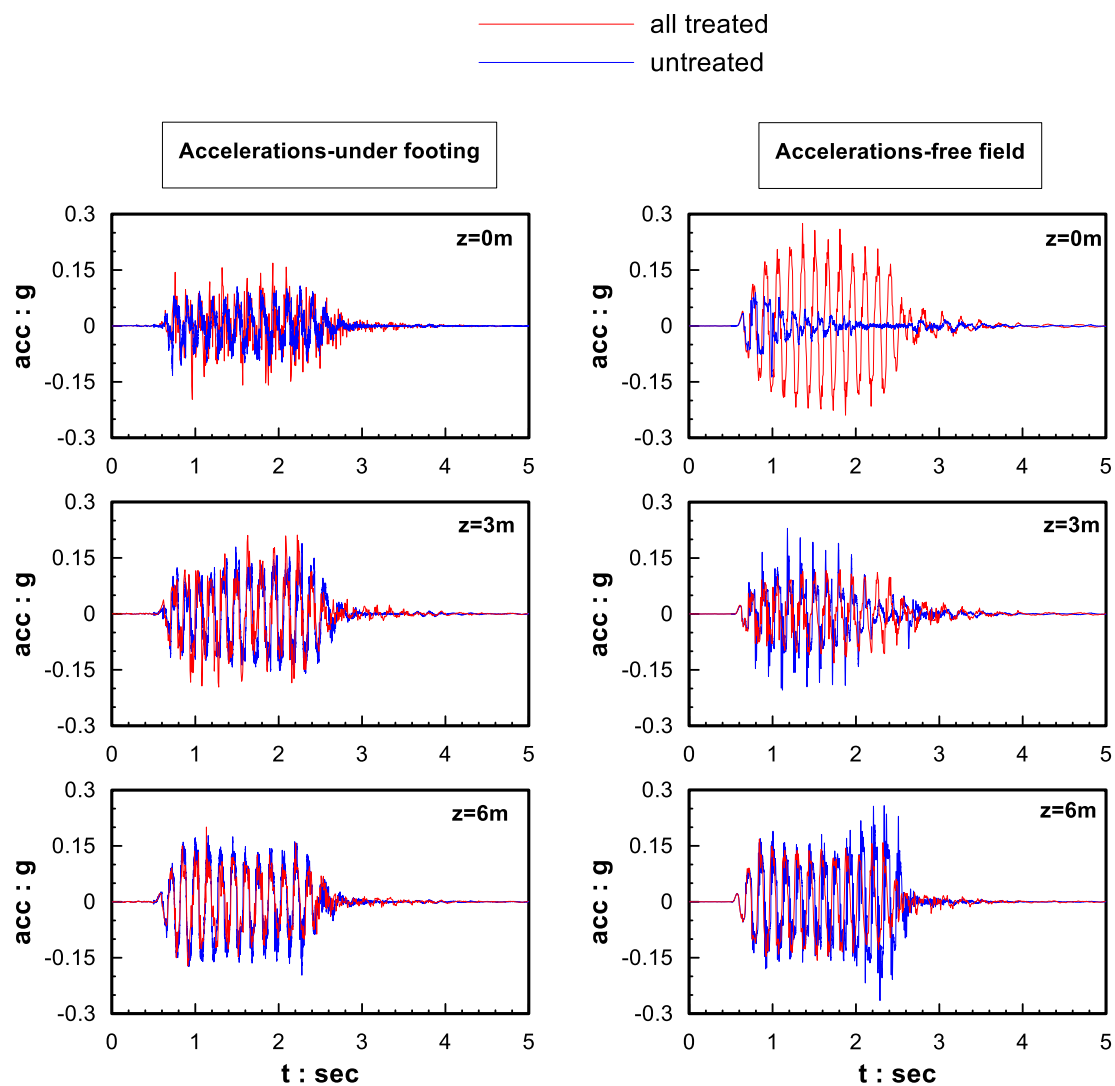 all treated
untreated
Accelerations-under footing
Accelerations-free field
0.3
0.15
0
-0.15
-0.3
acc : g
z=0m
0 1 2 3 4 5
0.3
0.15
0
-0.15
-0.3
acc : g
z=0m
0 1 2 3 4 5
0.3
0.15
0
-0.15
-0.3
acc : g
z=3m
0 1 2 3 4 5
0.3
0.15
0
-0.15
-0.3
acc : g
z=3m
0 1 2 3 4 5
0.3
0.15
0
-0.15
-0.3
acc : g
z=6m
0 1 2 3 4 5
t : sec
0.3
0.15
0
-0.15
-0.3
acc : g
z=6m
0 1 2 3 4 5
t : sec